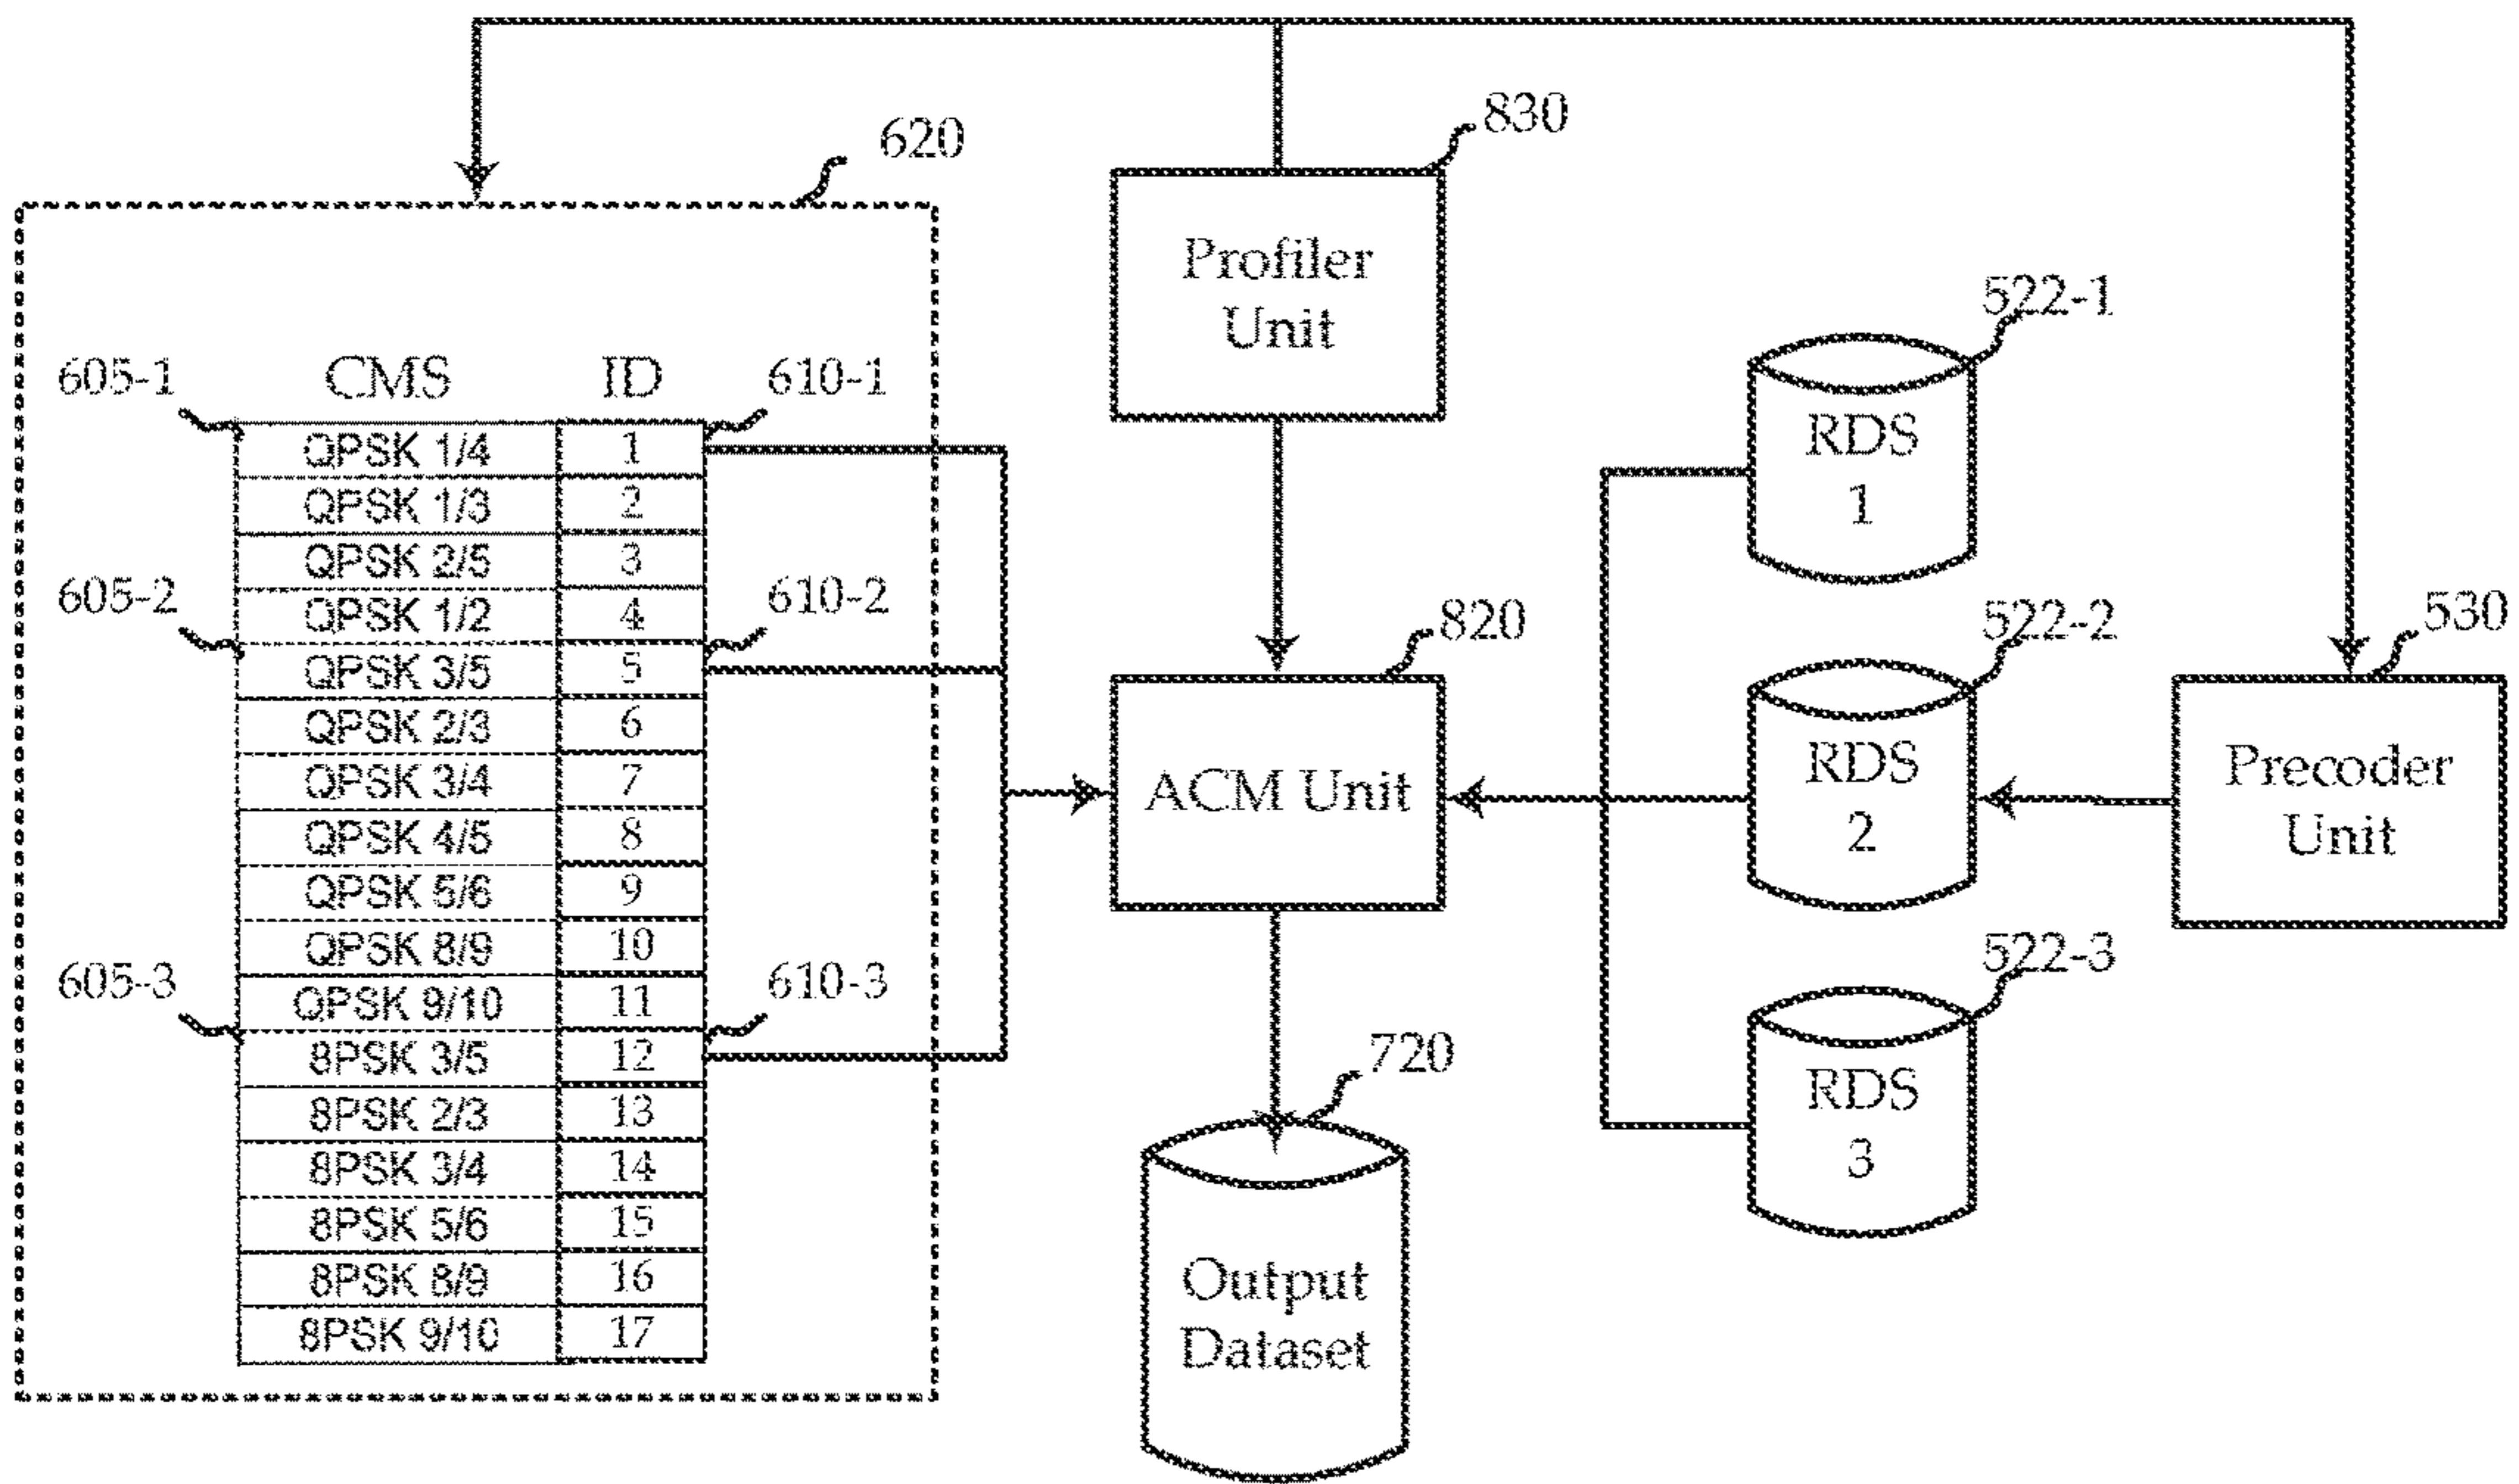 620
830
Profiler
Unit
522-1
605-1
CMS
ID
610-1
QPSK 1/4
1
QPSK 1/3
2
QPSK 2/5
3
605-2
QPSK 1/2
4
610-2
QPSK 3/5
5
QPSK 2/3
6
QPSK 3/4
7
QPSK 4/5
8
QPSK 5/6
9
QPSK 8/9
10
605-3
QPSK 9/10
11
610-3
8PSK 3/5
12
8PSK 2/3
13
8PSK 3/4
14
8PSK 5/6
15
8PSK 8/9
16
8PSK 9/10
17
RDS
1
820
ACM Unit
522-2
RDS
2
530
Precoder
Unit
522-3
RDS
3
720
Output
Dataset